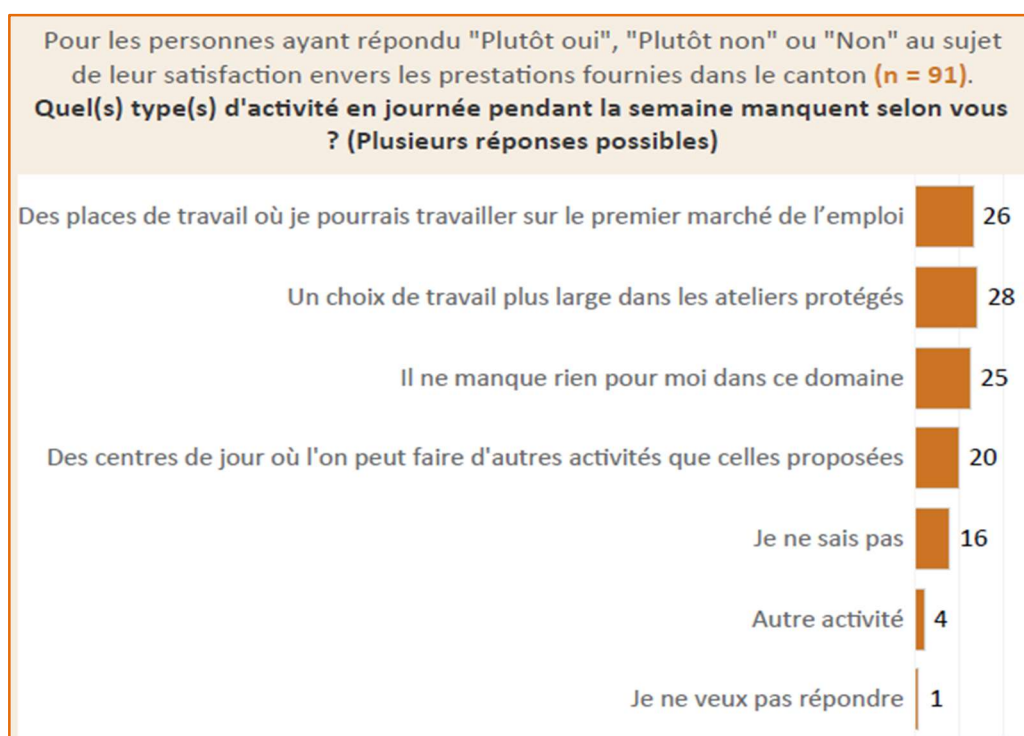 Pour les personnes ayant répondu "Plutôt oui", "Plutôt non" ou "Non" au sujet
de leur satisfaction envers les prestations fournies dans le canton (n = 91).
Quel(s) type(s) d'activité en journée pendant la semaine manquent selon vous
? (Plusieurs réponses possibles)
Des places de travail où je pourrais travailler sur le premier marché de l’emploi 26
Un choix de travail plus large dans les ateliers protégés 28
Il ne manque rien pour moi dans ce domaine 25
Des centres de jour où l'on peut faire d'autres activités que celles proposées 20
Je ne sais pas 16
Autre activité 4
Je ne veux pas répondre 1